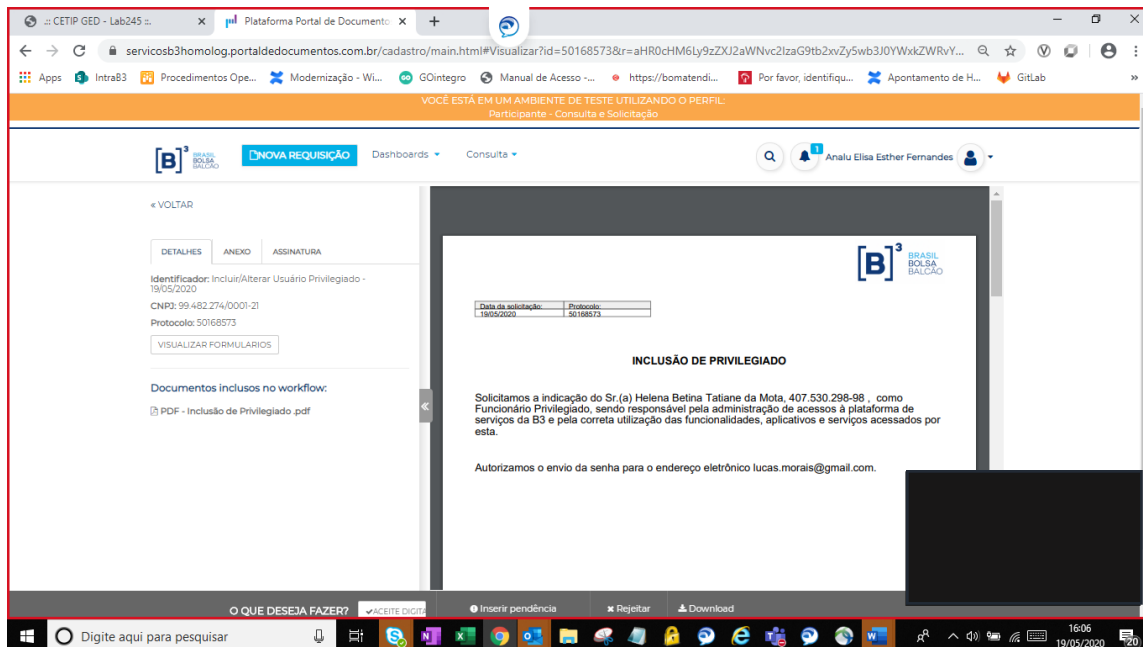 .:: CETIP GED - Lab245 ::.
Plataforma Portal de Documento
servicosb3homolog.portaldedocumentos.com.br/cadastro/main.html#Visualizar?id=50168573&r=aHR0cHM6Ly9zZXJ2aWNvc2IzaG9tb2xvZy5wb3J0YWxkZWRvY...
Apps
IntraB3
Procedimentos Ope...
Modernização - Wi...
GOintegro
Manual de Acesso -...
https://bomatendi...
Por favor, identifiqu...
Apontamento de H...
GitLab
»
VOCÊ ESTÁ EM UM AMBIENTE DE TESTE UTILIZANDO O PERFIL:
Participante - Consulta e Solicitação
[B]³ BRASIL
BOLSA
BALCÃO
NOVA REQUISIÇÃO
Dashboards
Consulta
1
Analu Elisa Esther Fernandes
« VOLTAR
DETALHES
ANEXO
ASSINATURA
Identificador: Incluir/Alterar Usuário Privilegiado -
19/05/2020
CNPJ: 99.482.274/0001-21
Protocolo: 50168573
VISUALIZAR FORMULARIOS
Documentos inclusos no workflow:
PDF - Inclusão de Privilegiado .pdf
«
[B]³ BRASIL
BOLSA
BALCÃO
Data da solicitação: Protocolo:
19/05/2020 50168573
INCLUSÃO DE PRIVILEGIADO
Solicitamos a indicação do Sr.(a) Helena Betina Tatiane da Mota, 407.530.298-98 , como
Funcionário Privilegiado, sendo responsável pela administração de acessos à plataforma de
serviços da B3 e pela correta utilização das funcionalidades, aplicativos e serviços acessados por
esta.
Autorizamos o envio da senha para o endereço eletrônico lucas.morais@gmail.com.
O QUE DESEJA FAZER?
ACEITE DIGITA
Inserir pendência
Rejeitar
Download
Digite aqui para pesquisar
16:06
19/05/2020
20